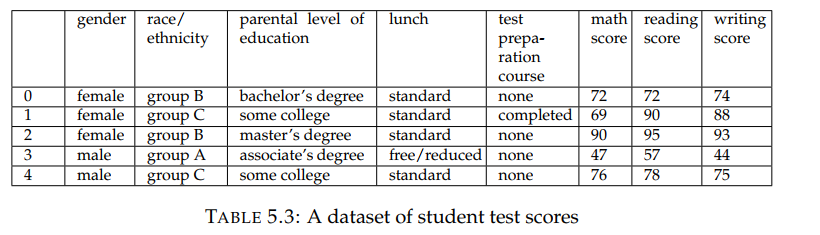 gender race/ parental level of lunch test math reading writing
ethnicity education prepa- score score score
ration
course
0 female group B bachelor's degree standard none 72 72 74
1 female group C some college standard completed 69 90 88
2 female group B master's degree standard none 90 95 93
3 male group A associate's degree free/reduced none 47 57 44
4 male group C some college standard none 76 78 75
TABLE 5.3: A dataset of student test scores